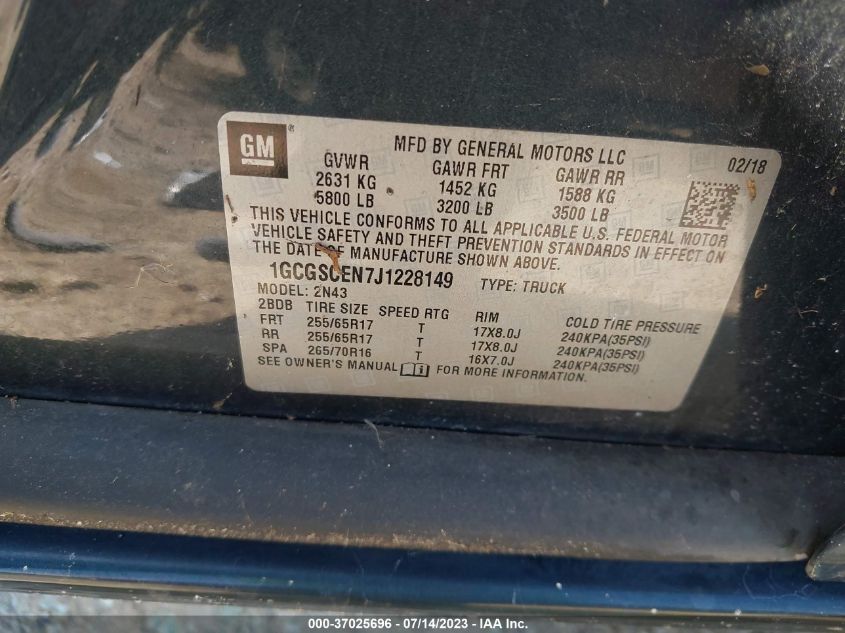 GM ®
MFD BY GENERAL MOTORS LLC 02/18
GVWR GAWR FRT GAWR RR
2631 KG 1452 KG 1588 KG
5800 LB 3200 LB 3500 LB
THIS VEHICLE CONFORMS TO ALL APPLICABLE U.S. FEDERAL MOTOR
VEHICLE SAFETY AND THEFT PREVENTION STANDARDS IN EFFECT ON
THE DATE OF MANUFACTURE SHOWN ABOVE.
1GCGSCEN7J1228149 TYPE: TRUCK
MODEL: 2N43
2BDB TIRE SIZE SPEED RTG RIM COLD TIRE PRESSURE
FRT 255/65R17 T 17X8.0J 240KPA(35PSI)
RR 255/65R17 T 17X8.0J 240KPA(35PSI)
SPA 265/70R16 T 16X7.0J 240KPA(35PSI)
SEE OWNER'S MANUAL FOR MORE INFORMATION.
000-37025696 - 07/14/2023 - IAA Inc.